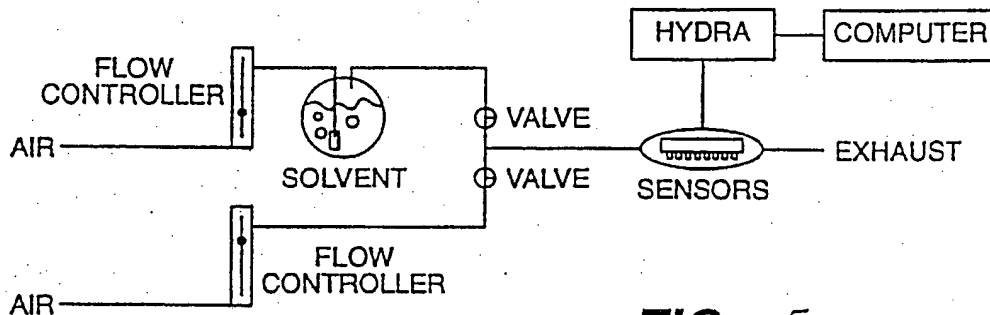 HYDRA
COMPUTER
FLOW
CONTROLLER
AIR
SOLVENT
VALVE
VALVE
EXHAUST
SENSORS
FLOW
CONTROLLER
AIR